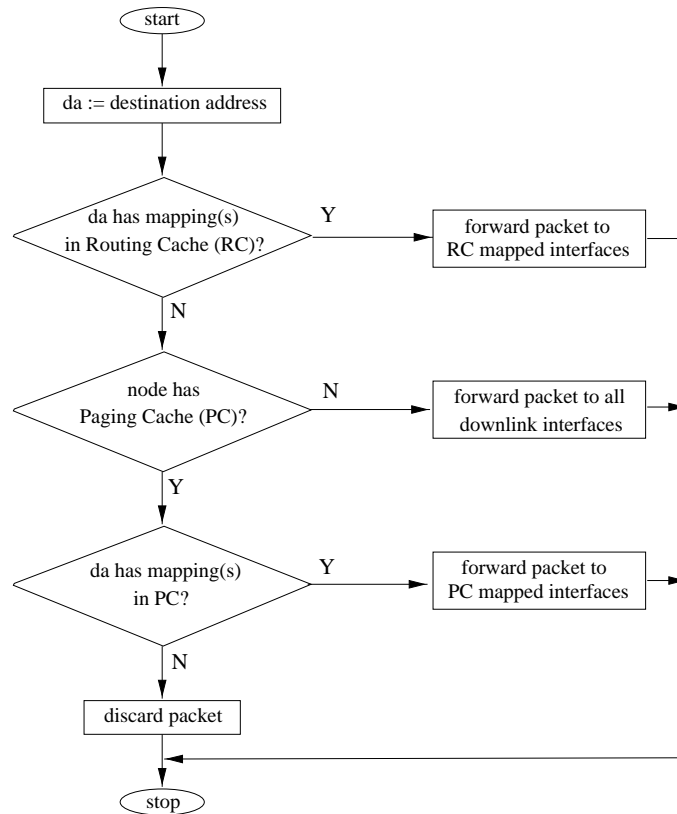 start
da := destination address
da has mapping(s)
in Routing Cache (RC)?
Y
forward packet to
RC mapped interfaces
N
node has
Paging Cache (PC)?
N
forward packet to all
downlink interfaces
Y
da has mapping(s)
in PC?
Y
forward packet to
PC mapped interfaces
N
discard packet
stop